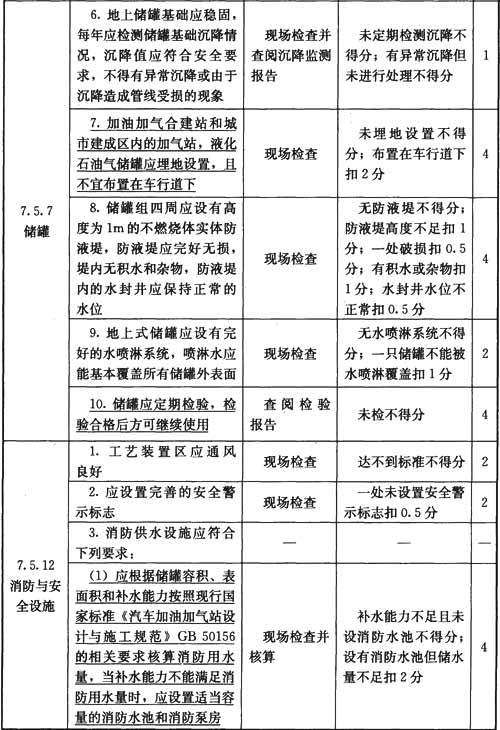 7.5.7
储罐
6. 地上储罐基础应稳固，
每年应检测储罐基础沉降情
况，沉降值应符合安全要
求，不得有异常沉降或由于
沉降造成管线受损的现象
现场检查并
查阅沉降监测
报告
未定期检测沉降不
得分；有异常沉降但
未进行处理不得分
1
7. 加油加气合建站和城
市建成区内的加气站，液化
石油气储罐应埋地设置，且
不宜布置在车行道下
现场检查
未埋地设置不得
分；布置在车行道下
扣 2 分
4
8. 储罐组四周应设有高
度为 1m 的不燃烧体实体防
液堤，防液堤应完好无损，
堤内无积水和杂物，防液堤
内的水封井应保持正常的
水位
现场检查
无防液堤不得分；
防液堤高度不足扣 1
分；一处破损扣 0.5
分；有积水或杂物扣
1 分；水封井水位不
正常扣 0.5 分
4
9. 地上式储罐应设有完
好的水喷淋系统，喷淋水应
能基本覆盖所有储罐外表面
现场检查
无水喷淋系统不得
分；一只储罐不能被
水喷淋覆盖扣 1 分
2
10. 储罐应定期检验，检
验合格后方可继续使用
查阅检验
报告
未检不得分
4
7.5.12
消防与安
全设施
1. 工艺装置区应通风
良好
现场检查
达不到标准不得分
2
2. 应设置完善的安全警
示标志
现场检查
一处未设置安全警
示标志扣 0.5 分
2
3. 消防供水设施应符合
下列要求：
—
—
—
（1）应根据储罐容积、表
面积和补水能力按照现行国
家标准《汽车加油加气站设
计与施工规范》GB 50156
的相关要求核算消防用水
量，当补水能力不能满足消
防用水量时，应设置适当容
量的消防水池和消防泵房
现场检查并
核算
补水能力不足且未
设消防水池不得分；
设有消防水池但储水
量不足扣 2 分
4